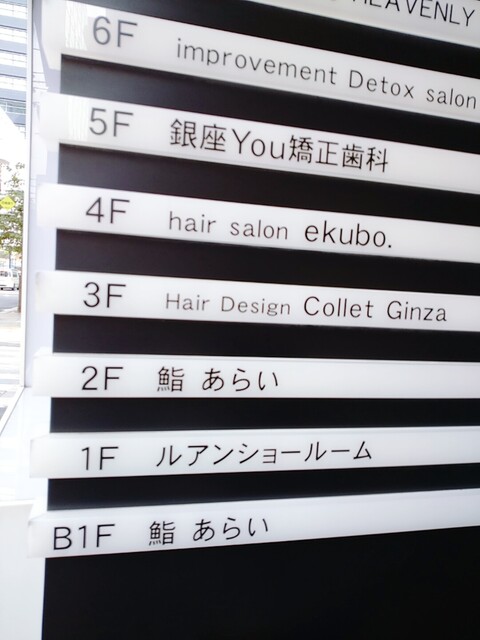 HEAVENLY
6F improvement Detox salon
5F 銀座You矯正歯科
4F hair salon ekubo.
3F Hair Design Collet Ginza
2F 鮨 あらい
1F ルアンショールーム
B1F 鮨 あらい